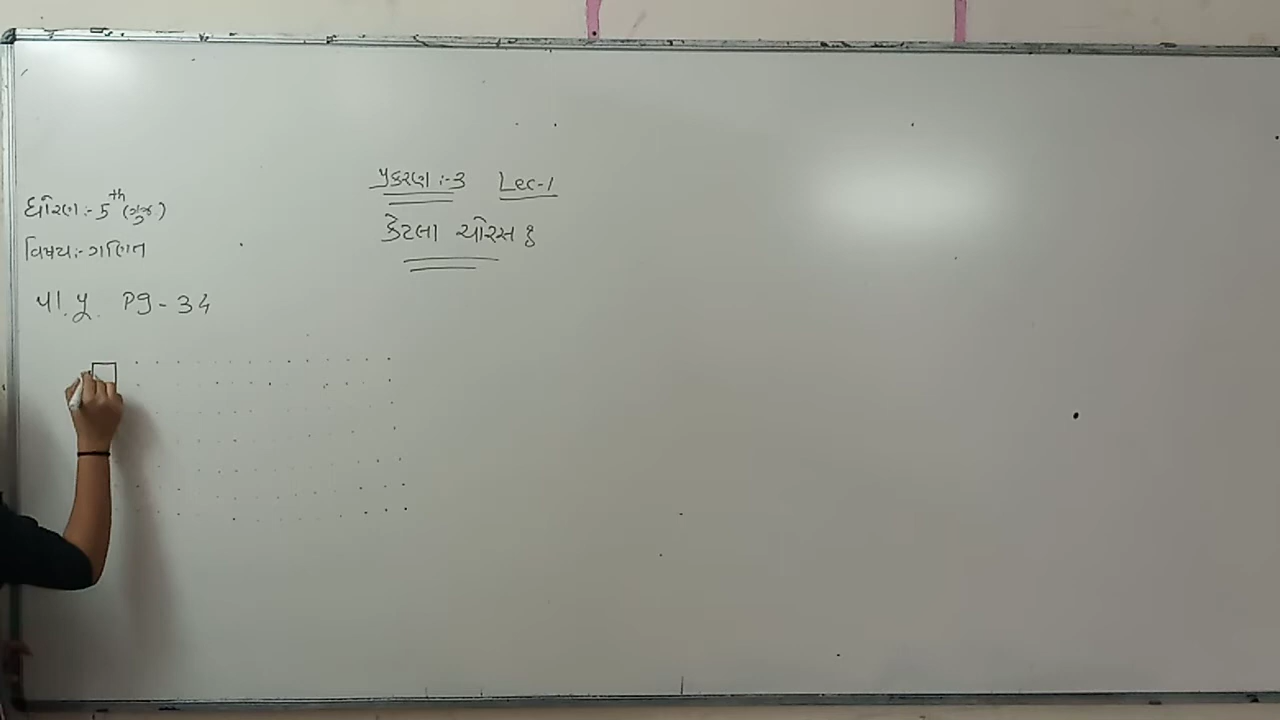 પ્રકરણ :- 3 Lec-1
કેટલા ચોરસ ?
ધોરણ :- 5th (ગુજ.)
વિષય :- ગણિત
પા. પૂ. Pg - 34